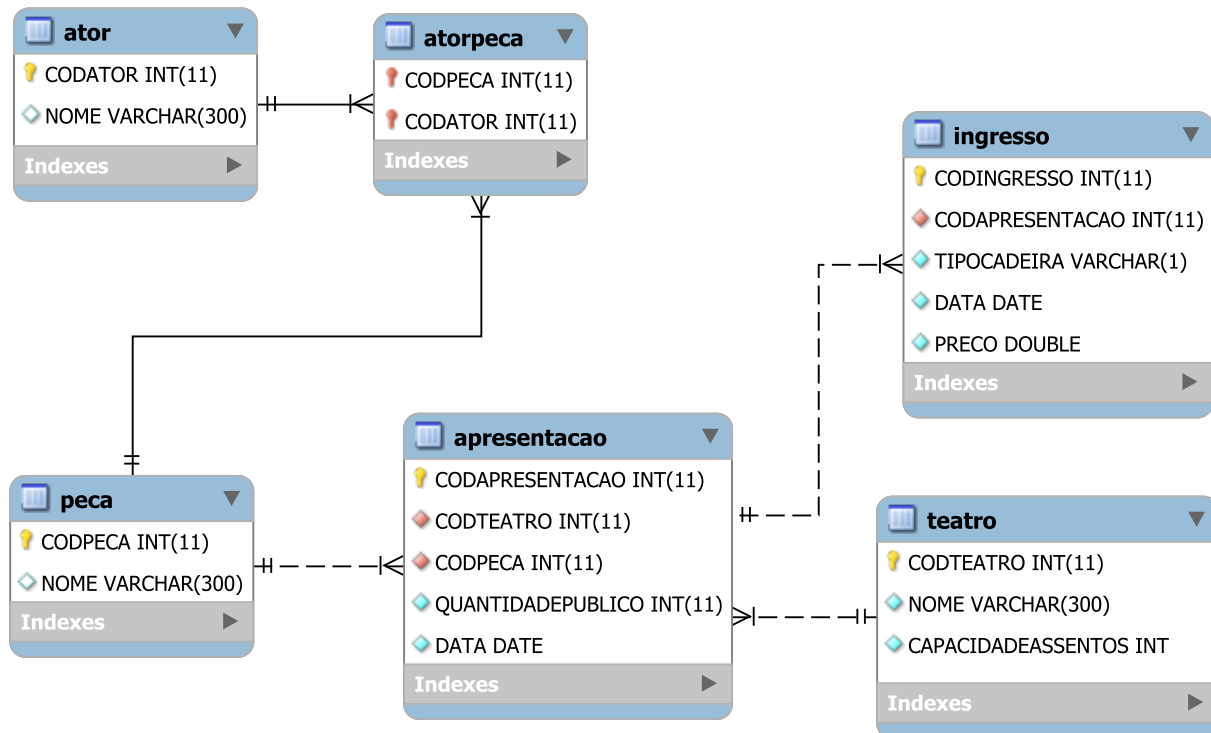 ator
CODATOR INT(11)
NOME VARCHAR(300)
Indexes
atorpeca
CODPECA INT(11)
CODATOR INT(11)
Indexes
ingresso
CODINGRESSO INT(11)
CODAPRESENTACAO INT(11)
TIPOCADEIRA VARCHAR(1)
DATA DATE
PRECO DOUBLE
Indexes
peca
CODPECA INT(11)
NOME VARCHAR(300)
Indexes
apresentacao
CODAPRESENTACAO INT(11)
CODTEATRO INT(11)
CODPECA INT(11)
QUANTIDADEPUBLICO INT(11)
DATA DATE
Indexes
teatro
CODTEATRO INT(11)
NOME VARCHAR(300)
CAPACIDADEASSENTOS INT
Indexes